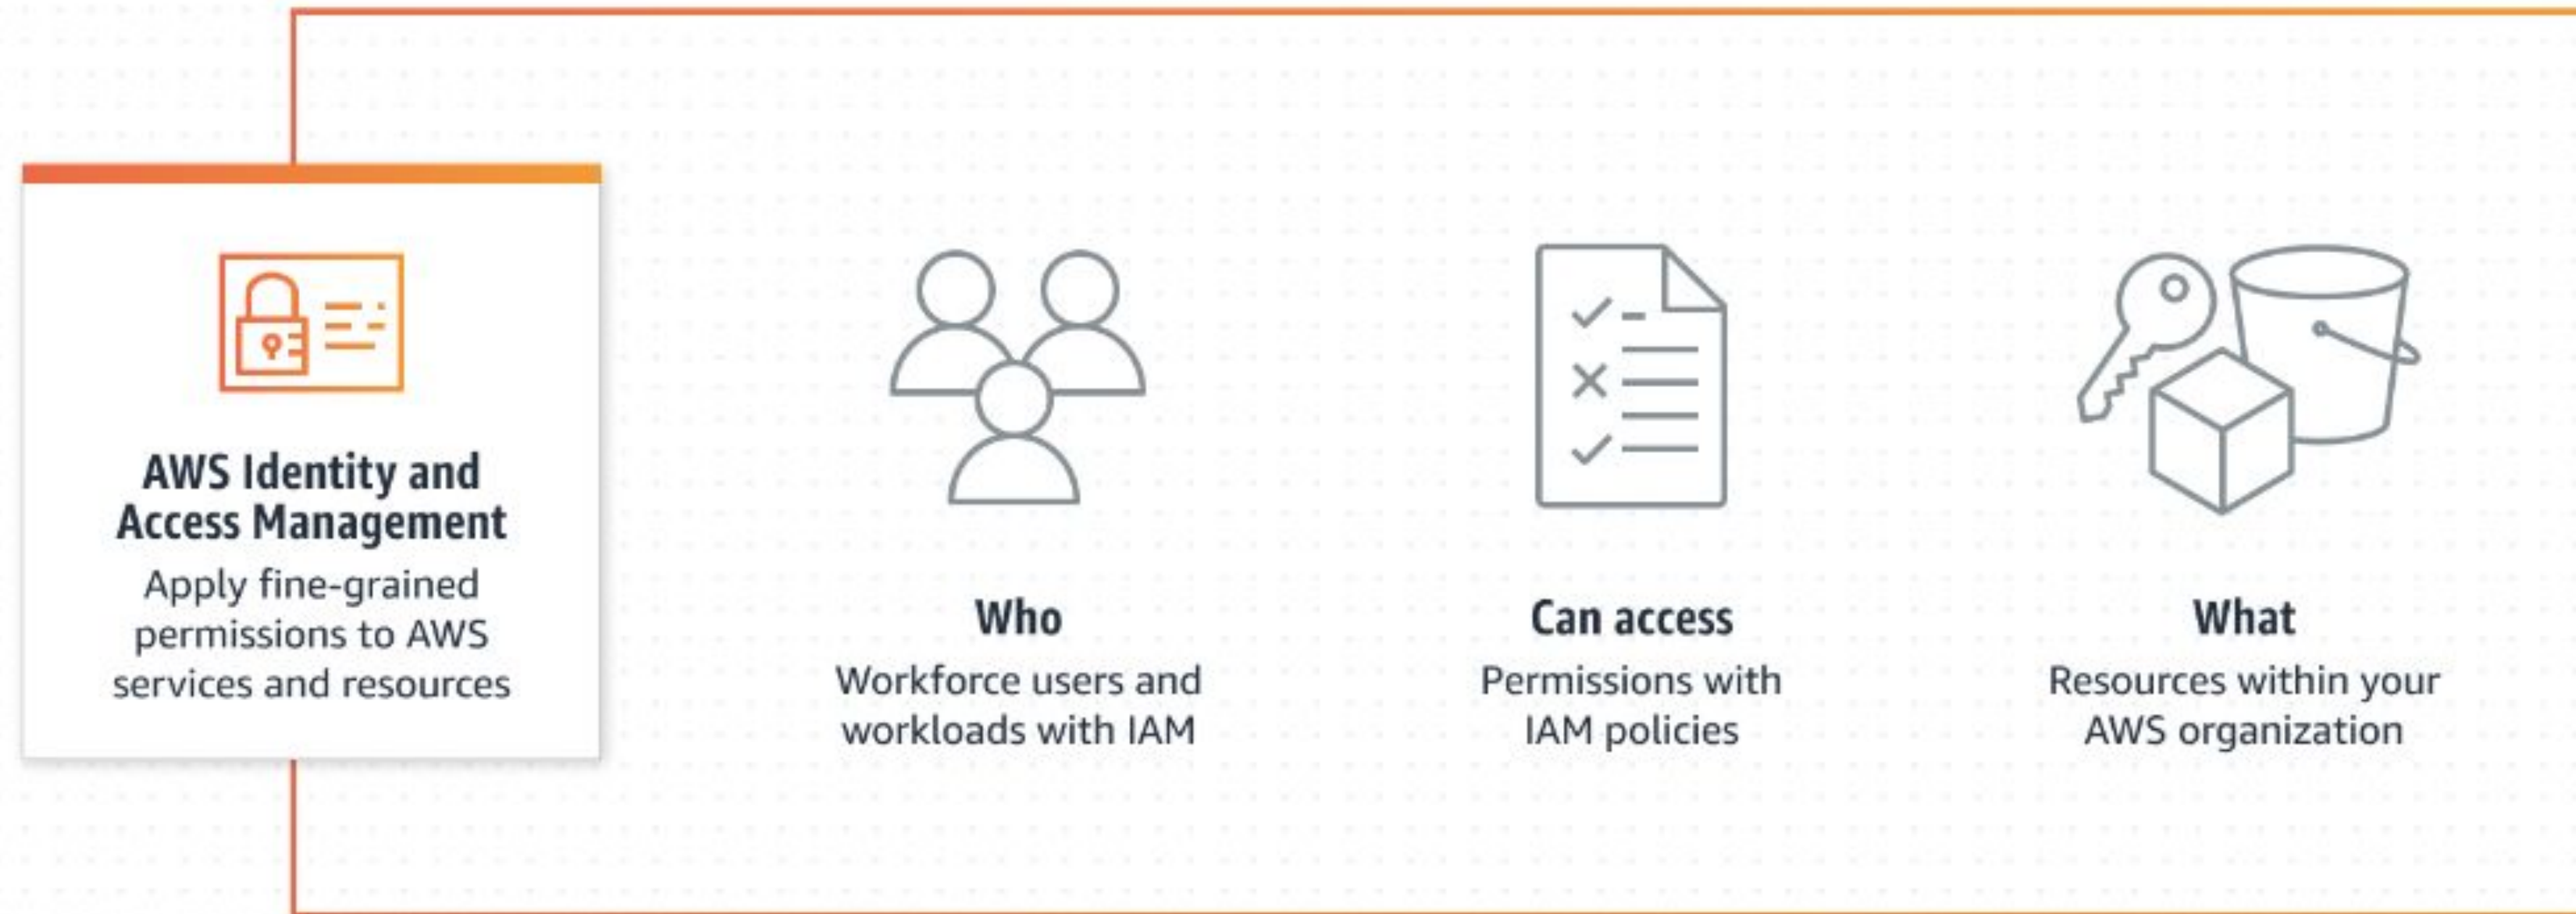 AWS Identity and
Access Management
Apply fine-grained
permissions to AWS
services and resources
Who
Workforce users and
workloads with IAM
Can access
Permissions with
IAM policies
What
Resources within your
AWS organization